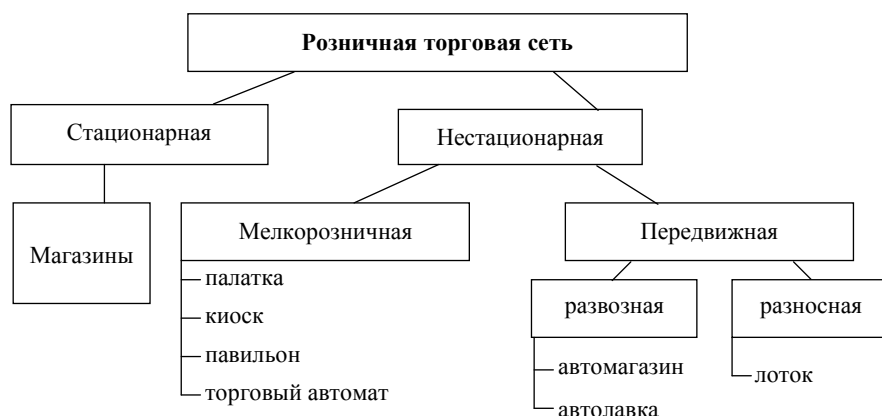 Розничная торговая сеть
Стационарная
Нестационарная
Магазины
Мелкорозничная
Передвижная
палатка
киоск
павильон
торговый автомат
развозная
разносная
автомагазин
автолавка
лоток